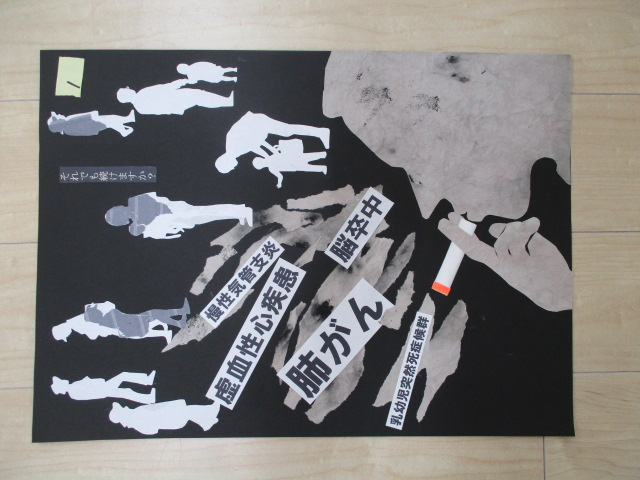 1
それでも続けますか?
脳卒中
慢性気管支炎
虚血性心疾患
肺がん
乳幼児突然死症候群